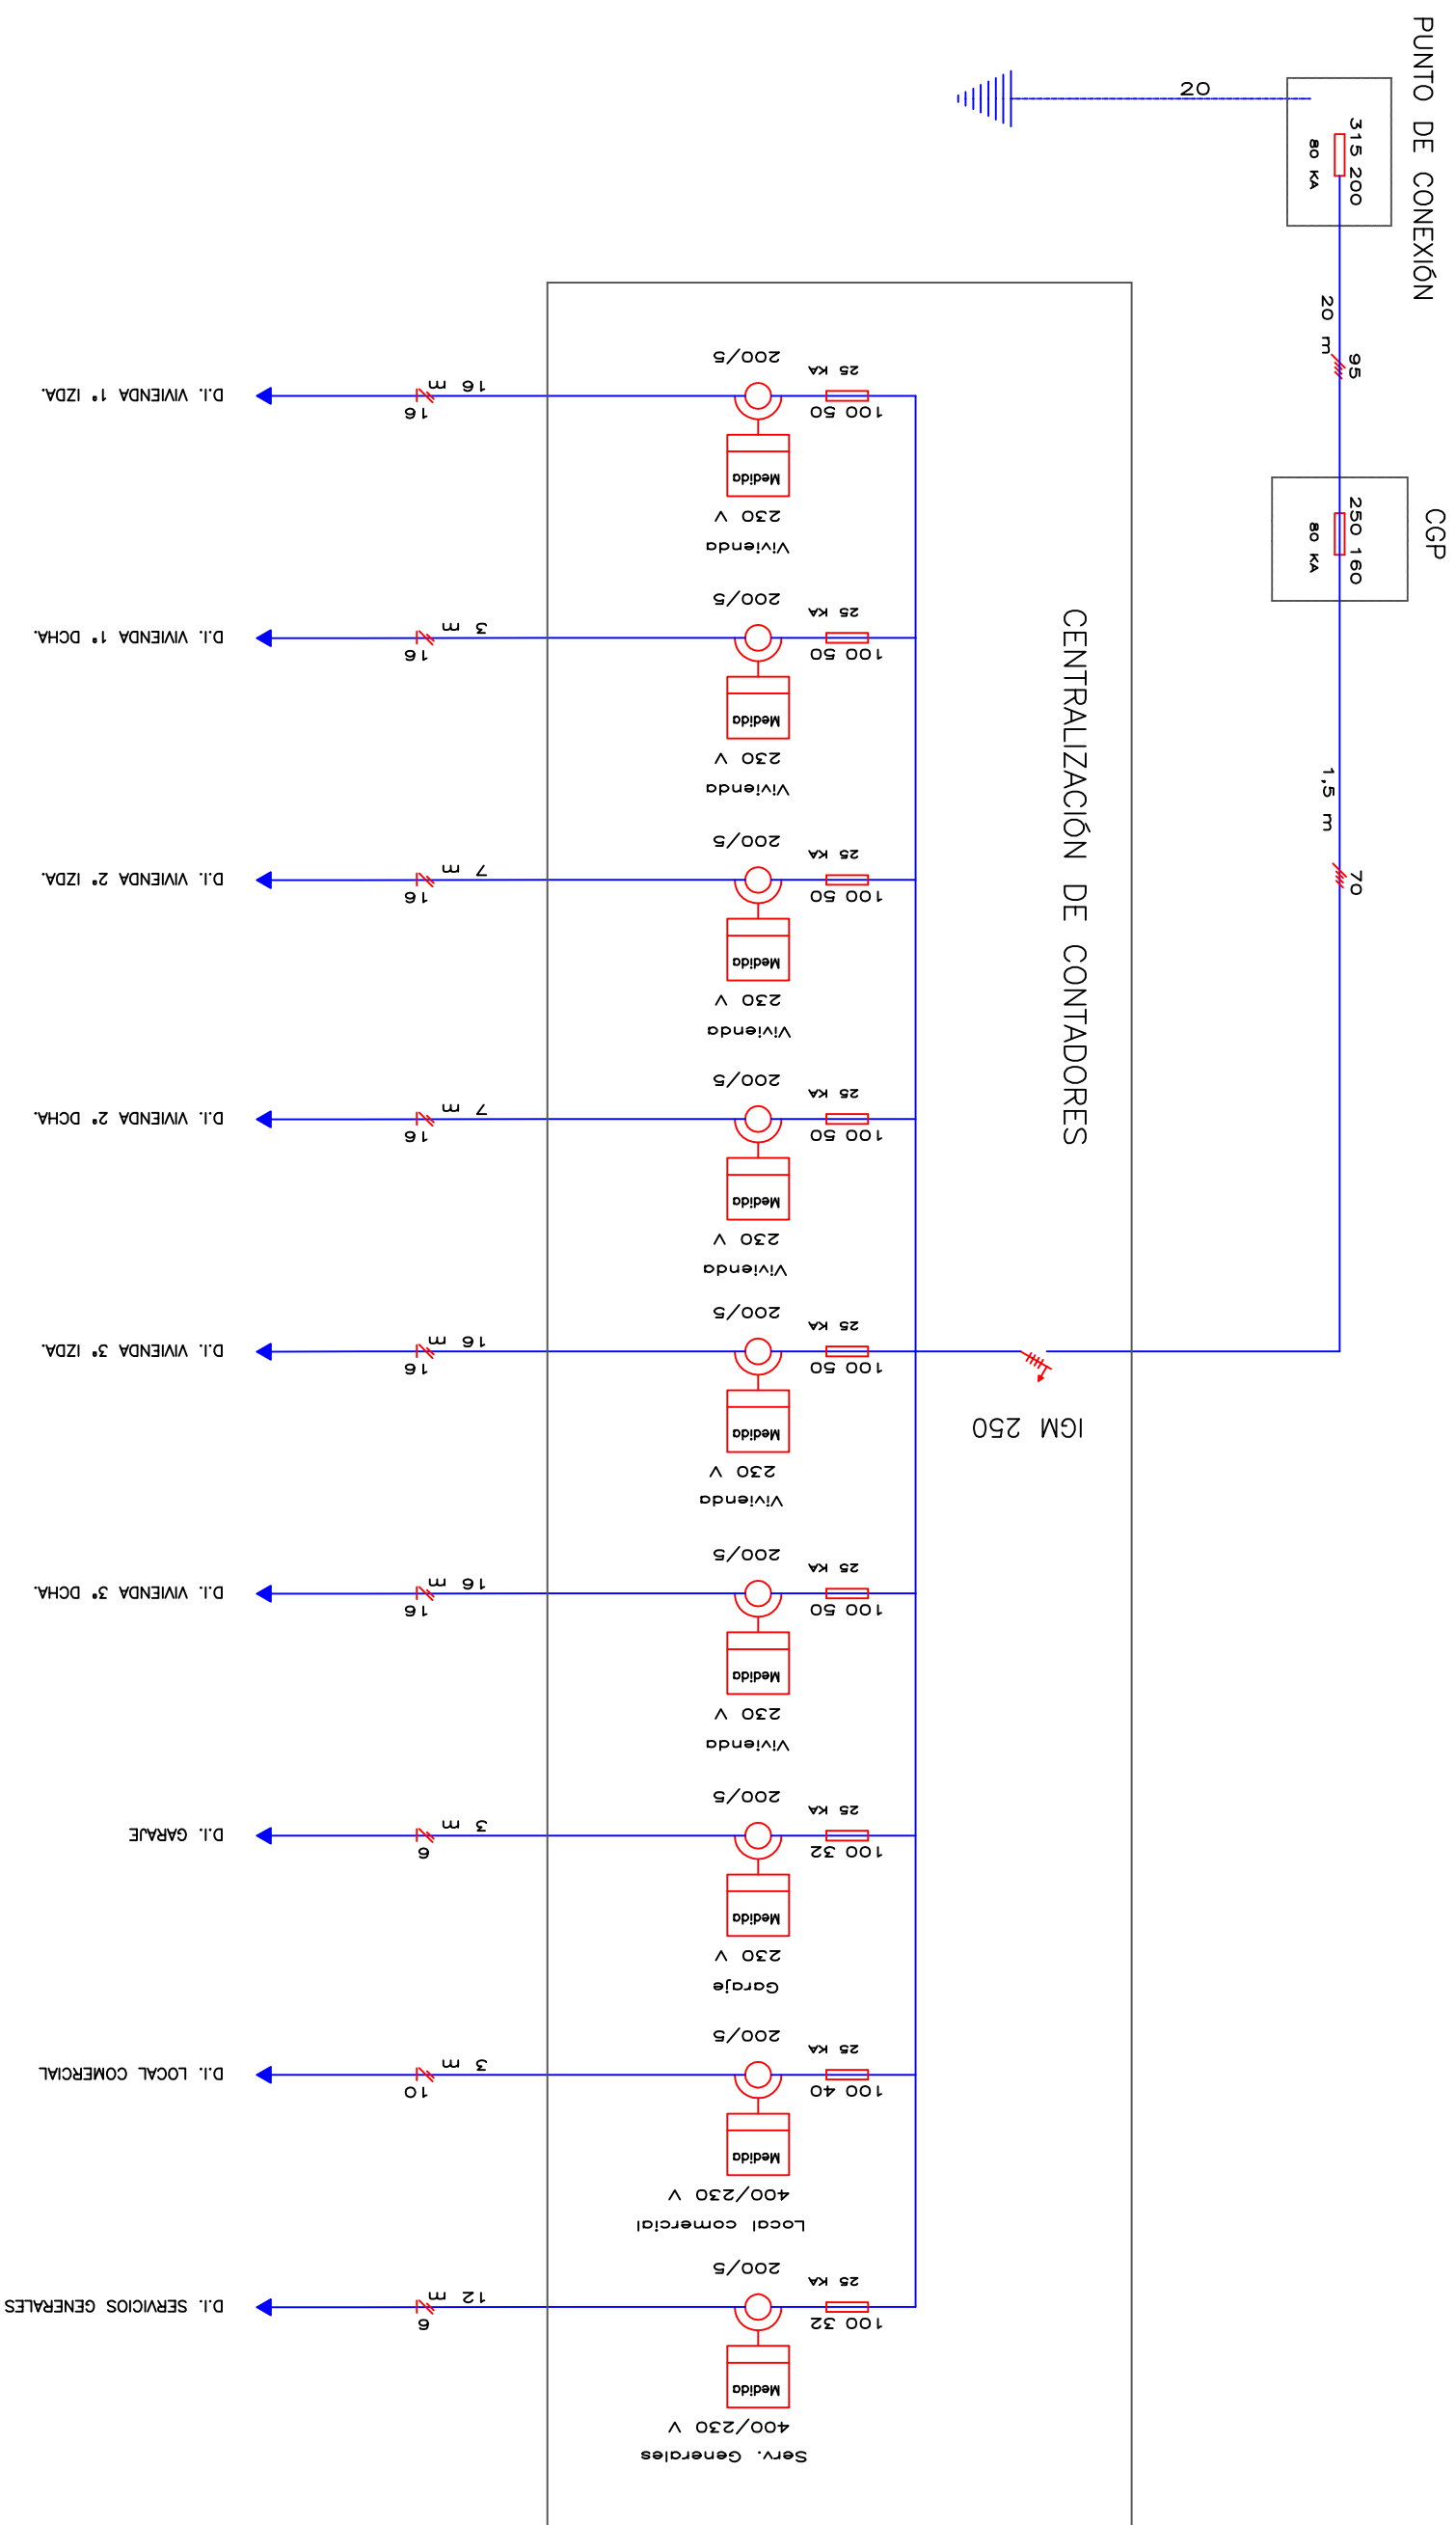 PUNTO DE CONEXIÓN
20
315 200
80 KA
20 m
95
CGP
250 160
80 KA
1,5 m
70
CENTRALIZACIÓN DE CONTADORES
IGM 250
200/5
25 KA
100 50
Medida
230 V
Vivienda
16 m
16
D.I. VIVIENDA 1º IZDA.
200/5
25 KA
100 50
Medida
230 V
Vivienda
3 m
16
D.I. VIVIENDA 1º DCHA.
200/5
25 KA
100 50
Medida
230 V
Vivienda
7 m
16
D.I. VIVIENDA 2º IZDA.
200/5
25 KA
100 50
Medida
230 V
Vivienda
7 m
16
D.I. VIVIENDA 2º DCHA.
200/5
25 KA
100 50
Medida
230 V
Vivienda
16 m
16
D.I. VIVIENDA 3º IZDA.
200/5
25 KA
100 50
Medida
230 V
Vivienda
16 m
16
D.I. VIVIENDA 3º DCHA.
200/5
25 KA
100 32
Medida
230 V
Garaje
3 m
6
D.I. GARAJE
200/5
25 KA
100 40
Medida
400/230 V
Local comercial
3 m
10
D.I. LOCAL COMERCIAL
200/5
25 KA
100 32
Medida
400/230 V
Serv. Generales
12 m
6
D.I. SERVICIOS GENERALES